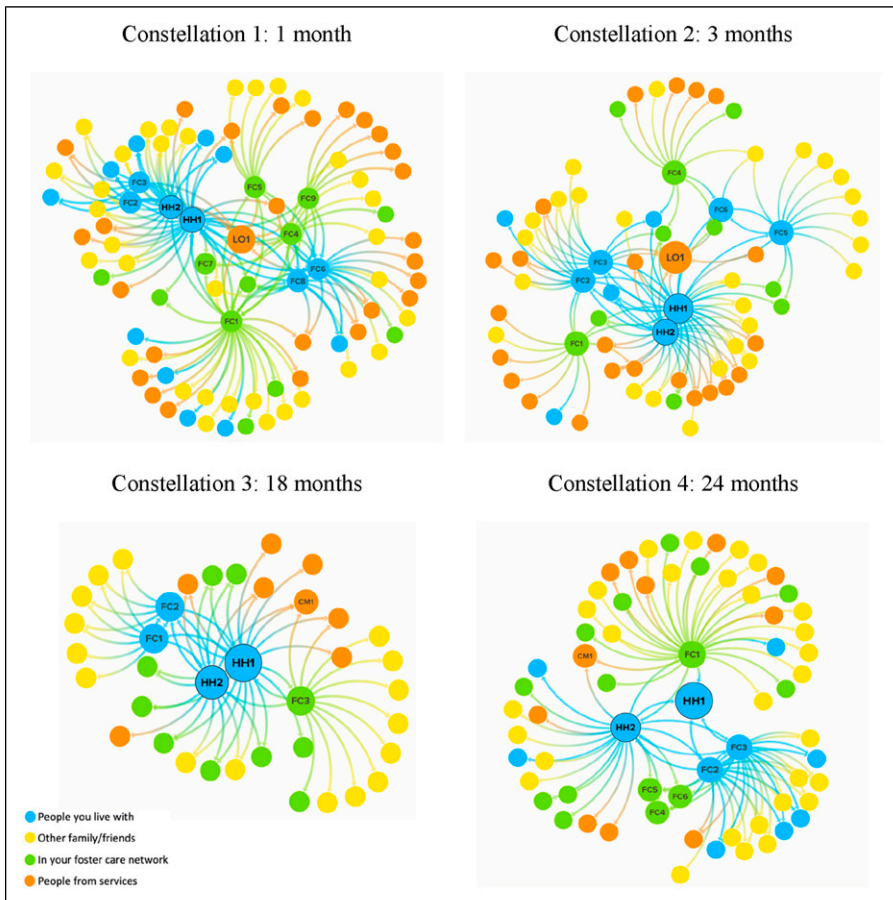 Constellation 1: 1 month
Constellation 2: 3 months
FC3
FC2
HH2
HH1
FC5
FC9
LO1
FC4
FC7
FC8
FC6
FC1
FC4
FC6
FC5
FC3
FC2
LO1
HH1
HH2
FC1
Constellation 3: 18 months
Constellation 4: 24 months
FC2
FC1
CM1
HH1
HH2
FC3
FC1
CM1
HH1
HH2
FC3
FC2
FC5
FC6
FC4
People you live with
Other family/friends
In your foster care network
People from services